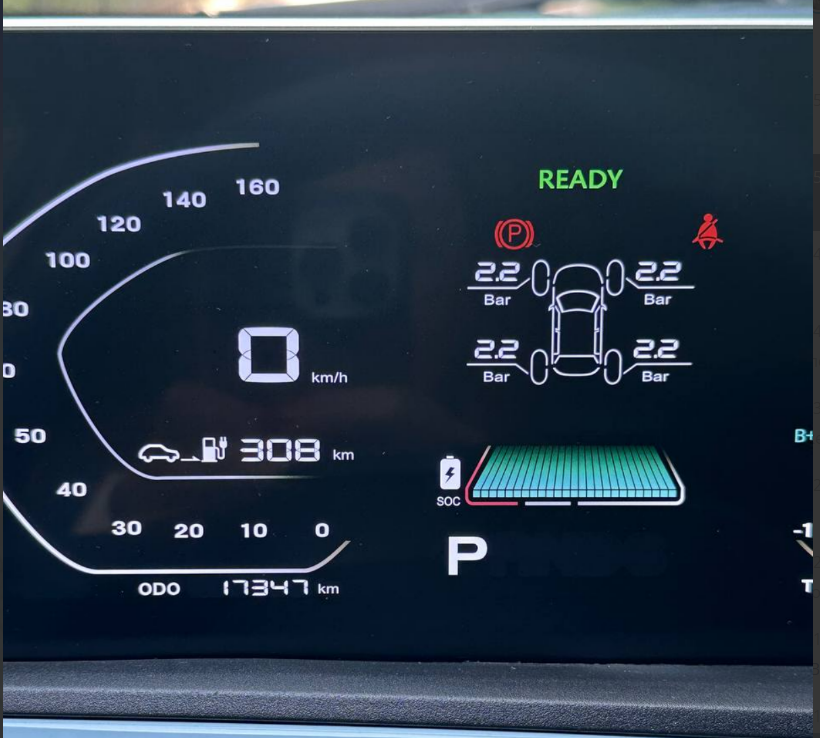 READY
160
140
120
100
P
2.2 2.2
Bar Bar
0 km/h
2.2 2.2
Bar Bar
50
B+
308 km
40
SOC
30 20 10 0
P
ODO 17347 km